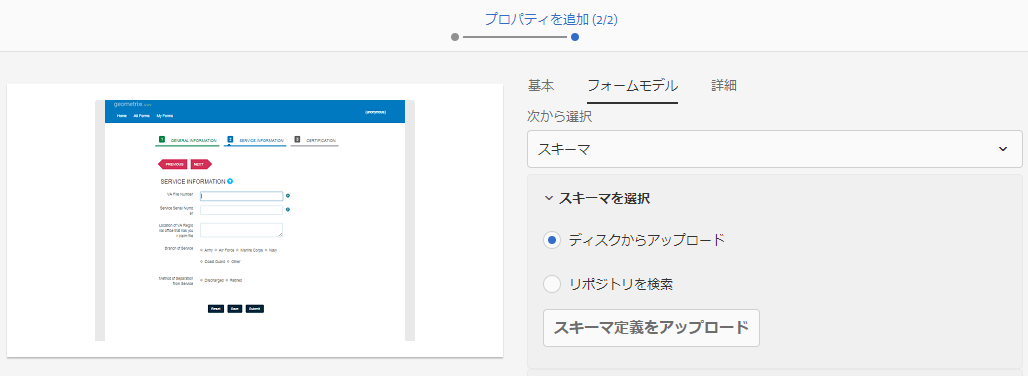 プロパティを追加 (2/2)
geometrixx
Home All Forms My Forms
(anonymous)
1 GENERAL INFORMATION 2 SERVICE INFORMATION 3 CERTIFICATION
PREVIOUS NEXT
SERVICE INFORMATION ?
VA File Number
Service Serial Numb
er
Location of VA Regio
nal office that has you
r claim file
Branch of Service
Army Air Force Marine Corps Navy
Coast Guard Other
Method of Separation
from Service
Discharged Retired
Reset Save Submit
基本 フォームモデル 詳細
次から選択
スキーマ
スキーマを選択
ディスクからアップロード
リポジトリを検索
スキーマ定義をアップロード